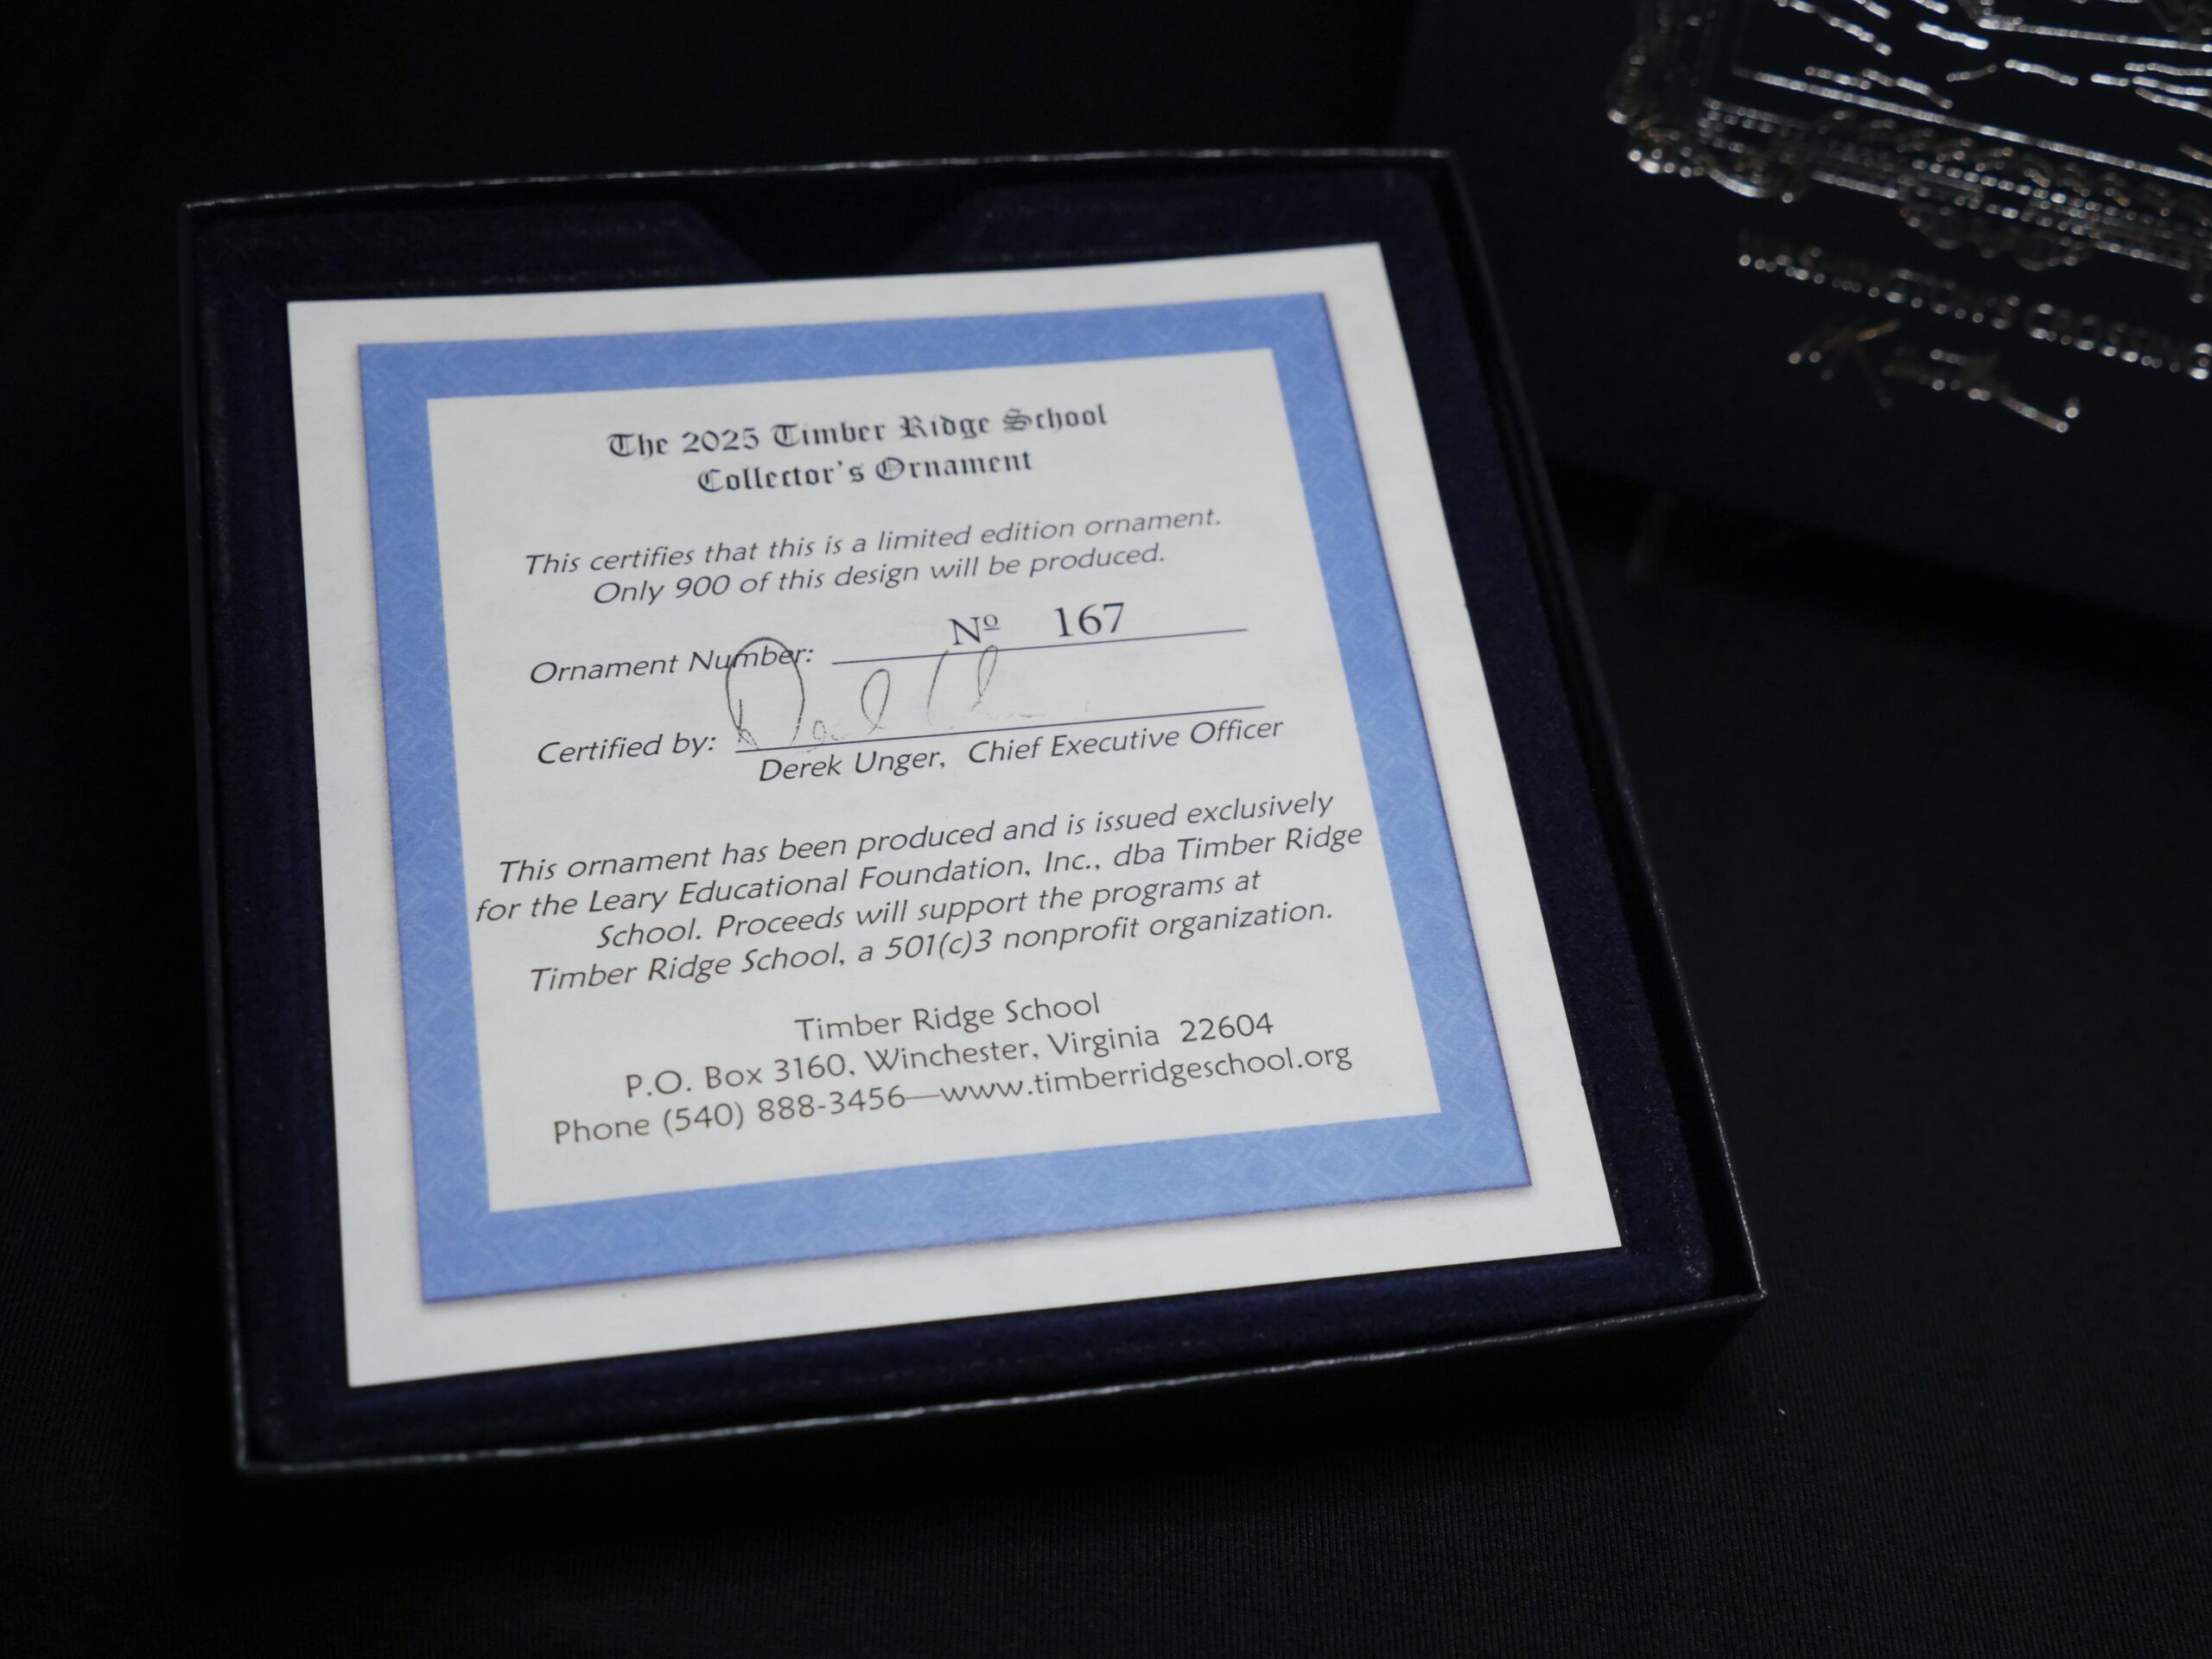 The 2025 Timber Ridge School
Collector's Ornament
This certifies that this is a limited edition ornament.
Only 900 of this design will be produced.
Ornament Number: Nº 167
Certified by:
Derek Unger, Chief Executive Officer
This ornament has been produced and is issued exclusively
for the Leary Educational Foundation, Inc., dba Timber Ridge
School. Proceeds will support the programs at
Timber Ridge School, a 501(c)3 nonprofit organization.
Timber Ridge School
P.O. Box 3160, Winchester, Virginia 22604
Phone (540) 888-3456—www.timberridgeschool.org